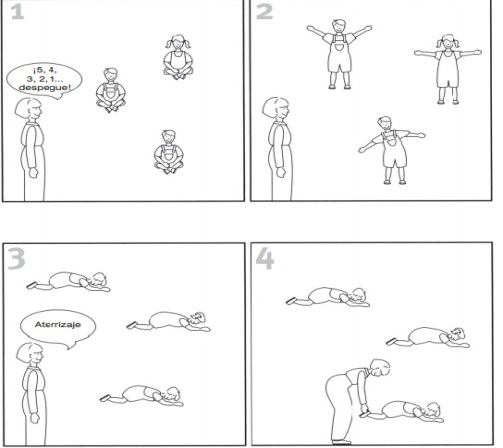 1
¡5, 4,
3, 2, 1...
despegue!
2
3
Aterrizaje
4